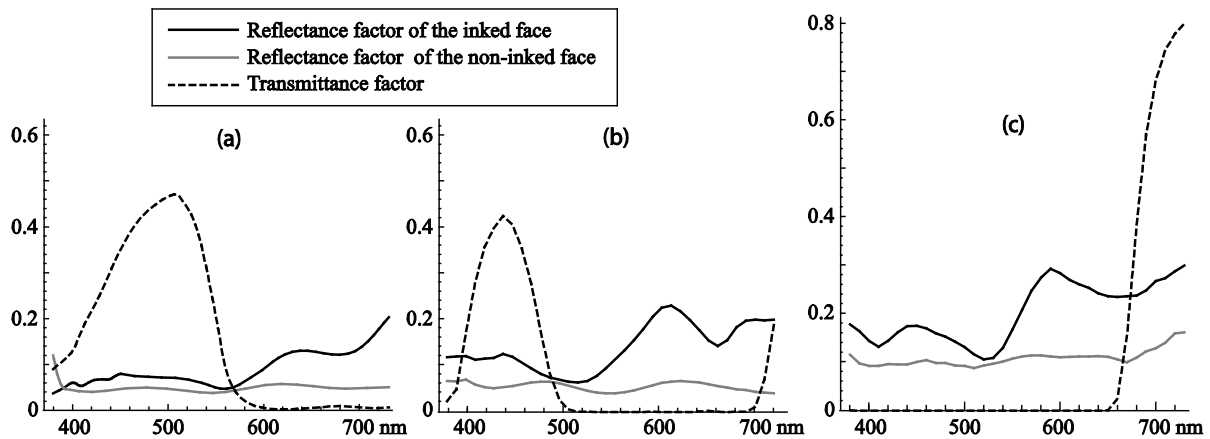 Reflectance factor of the inked face
Reflectance factor of the non-inked face
Transmittance factor
(a)
0.6
0.4
0.2
0
400
500
600
700 nm
(b)
0.6
0.4
0.2
0
400
500
600
700 nm
(c)
0.8
0.6
0.4
0.2
0
400
500
600
700 nm